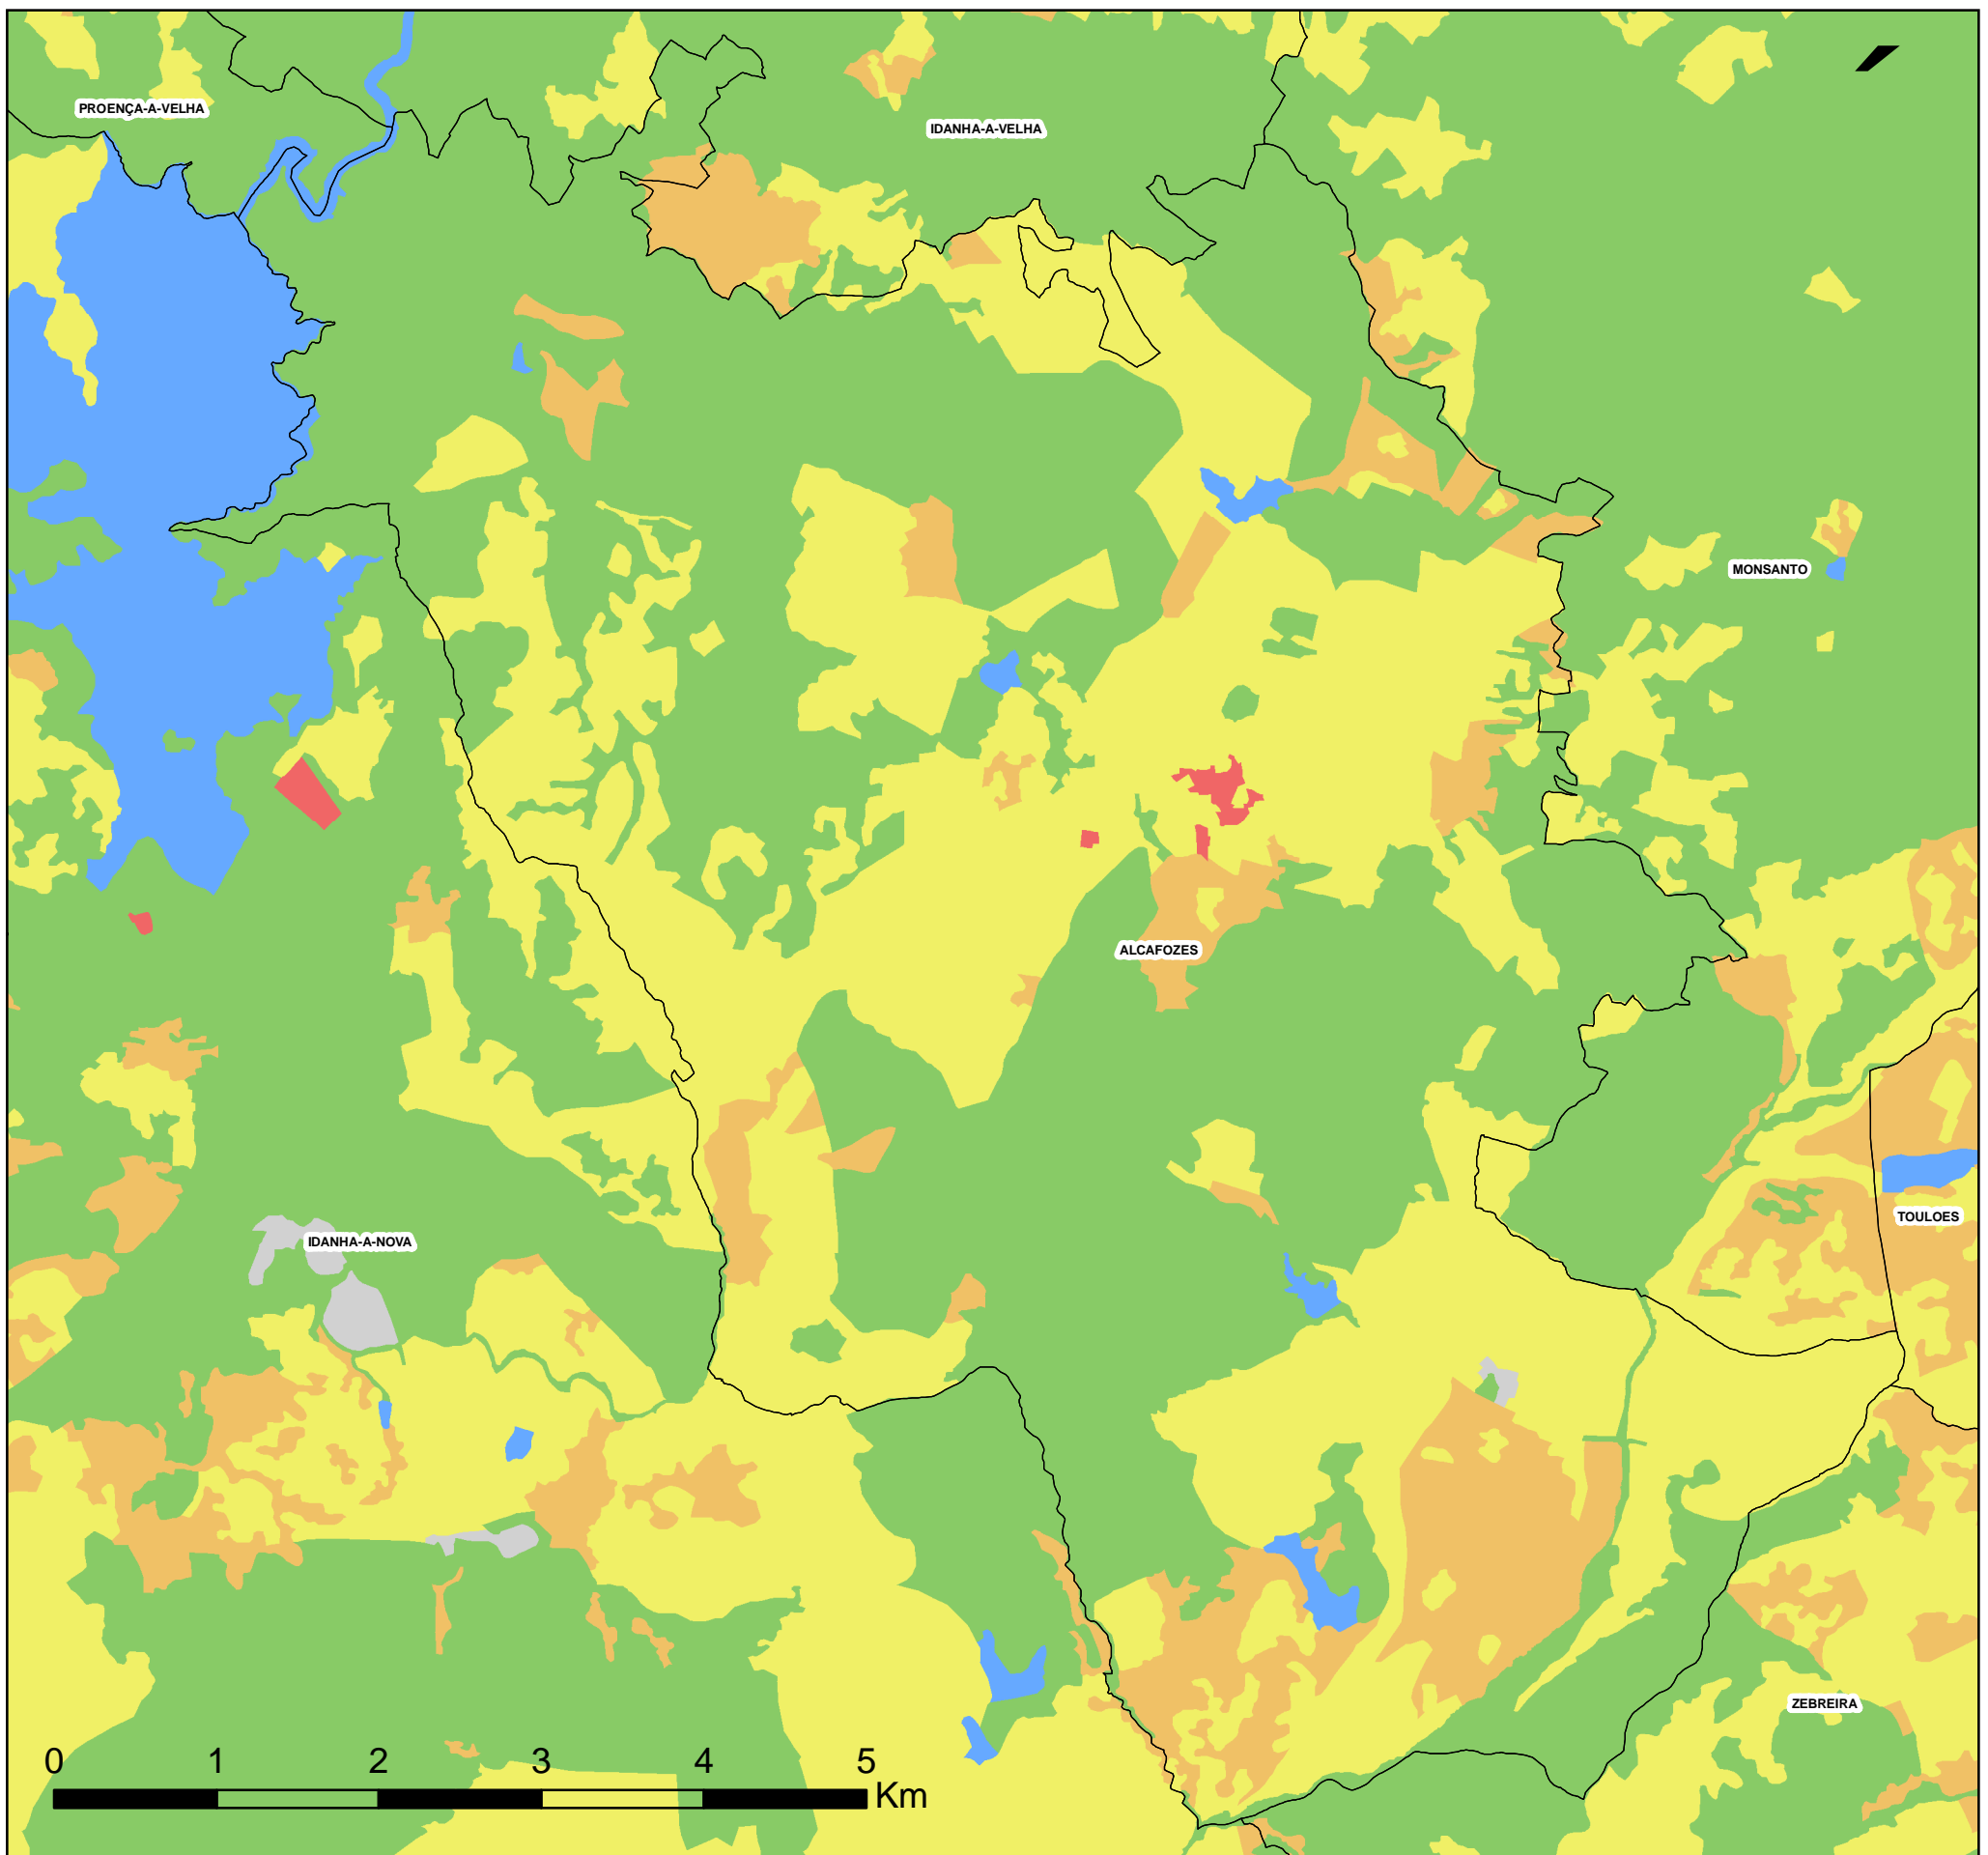 PROENÇA-A-VELHA
IDANHA-A-VELHA
MONSANTO
ALCAFOZES
TOULOES
IDANHA-A-NOVA
ZEBREIRA
0 1 2 3 4 5 Km